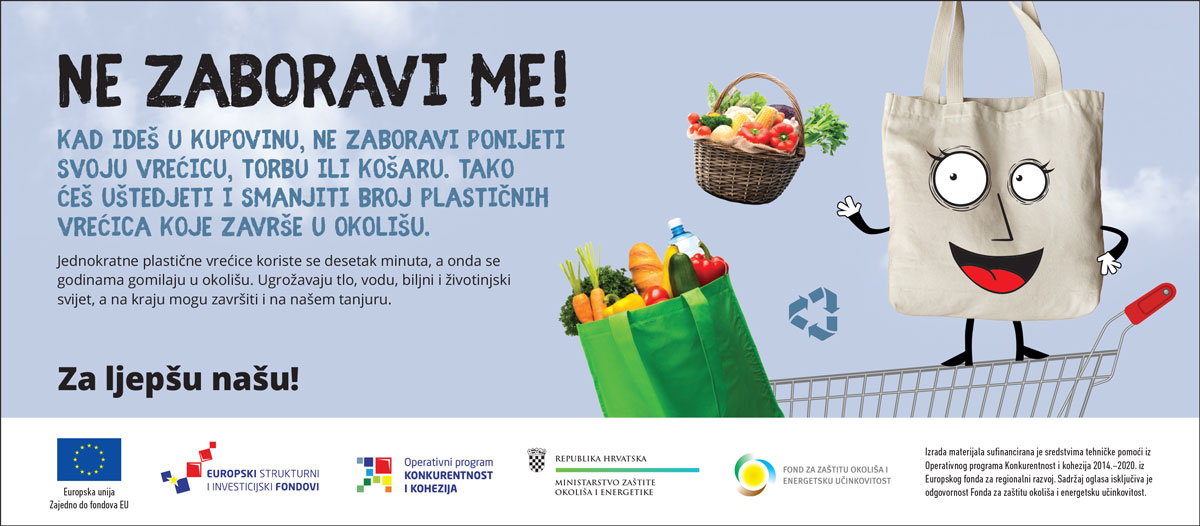 NE ZABORAVI ME!
KAD IDEŠ U KUPOVINU, NE ZABORAVI PONIJETI
SVOJU VREĆICU, TORBU ILI KOŠARU. TAKO
ĆEŠ UŠTEDJETI I SMANJITI BROJ PLASTIČNIH
VREĆICA KOJE ZAVRŠE U OKOLIŠU.
Jednokratne plastične vrećice koriste se desetak minuta, a onda se
godinama gomilaju u okolišu. Ugrožavaju tlo, vodu, biljni i životinjski
svijet, a na kraju mogu završiti i na našem tanjuru.
Za ljepšu našu!
Europska unija
Zajedno do fondova EU
EUROPSKI STRUKTURNI
I INVESTICIJSKI FONDOVI
Operativni program
KONKURENTNOST
I KOHEZIJA
REPUBLIKA HRVATSKA
MINISTARSTVO ZAŠTITE
OKOLIŠA I ENERGETIKE
FOND ZA ZAŠTITU OKOLIŠA I
ENERGETSKU UČINKOVITOST
Izrada materijala sufinancirana je sredstvima tehničke pomoći iz
Operativnog programa Konkurentnost i kohezija 2014.–2020. iz
Europskog fonda za regionalni razvoj. Sadržaj oglasa isključiva je
odgovornost Fonda za zaštitu okoliša i energetsku učinkovitost.